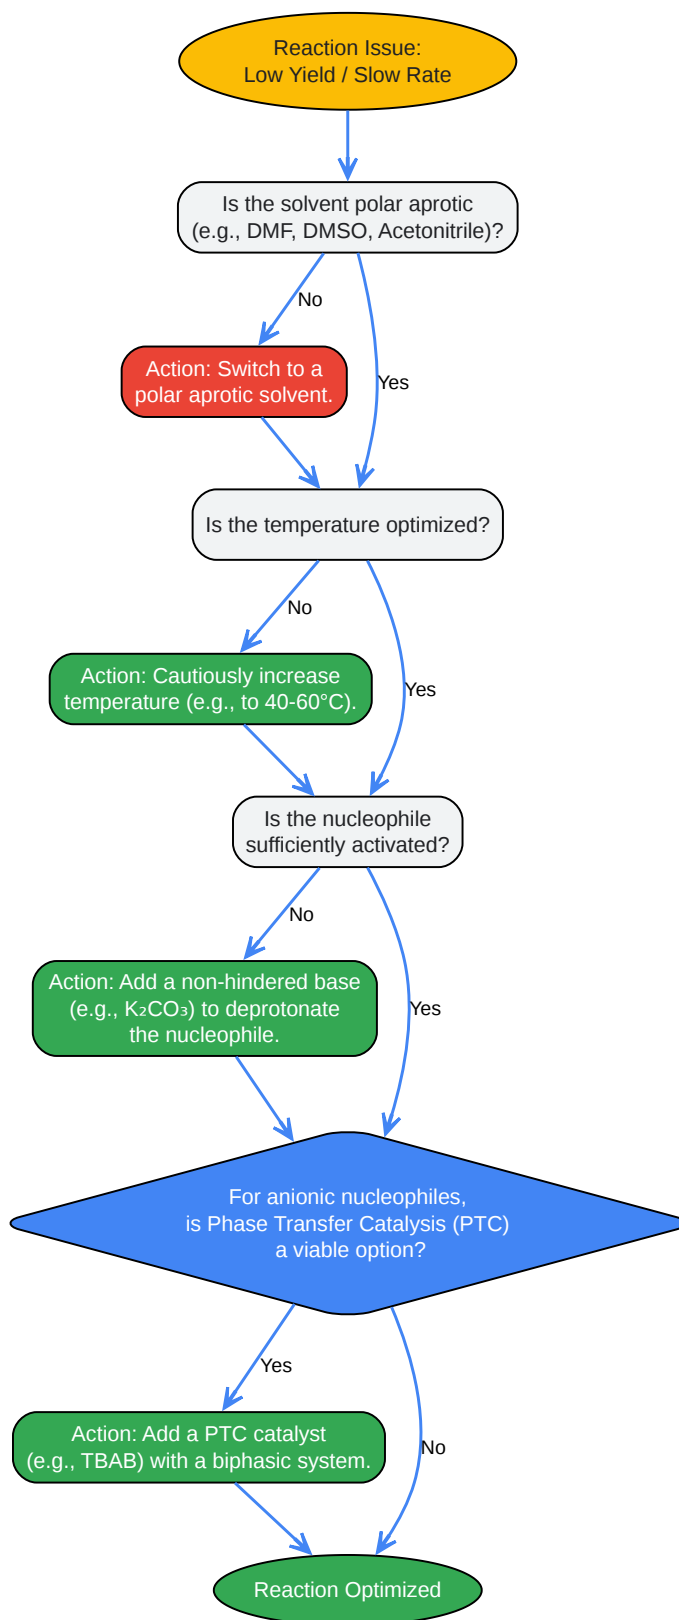 Reaction Issue:
Low Yield / Slow Rate
Is the solvent polar aprotic
(e.g., DMF, DMSO, Acetonitrile)?
No
Action: Switch to a
polar aprotic solvent.
Yes
Is the temperature optimized?
No
Action: Cautiously increase
temperature (e.g., to 40-60°C).
Yes
Is the nucleophile
sufficiently activated?
No
Action: Add a non-hindered base
(e.g., K₂CO₃) to deprotonate
the nucleophile.
Yes
For anionic nucleophiles,
is Phase Transfer Catalysis (PTC)
a viable option?
Yes
Action: Add a PTC catalyst
(e.g., TBAB) with a biphasic system.
No
Reaction Optimized